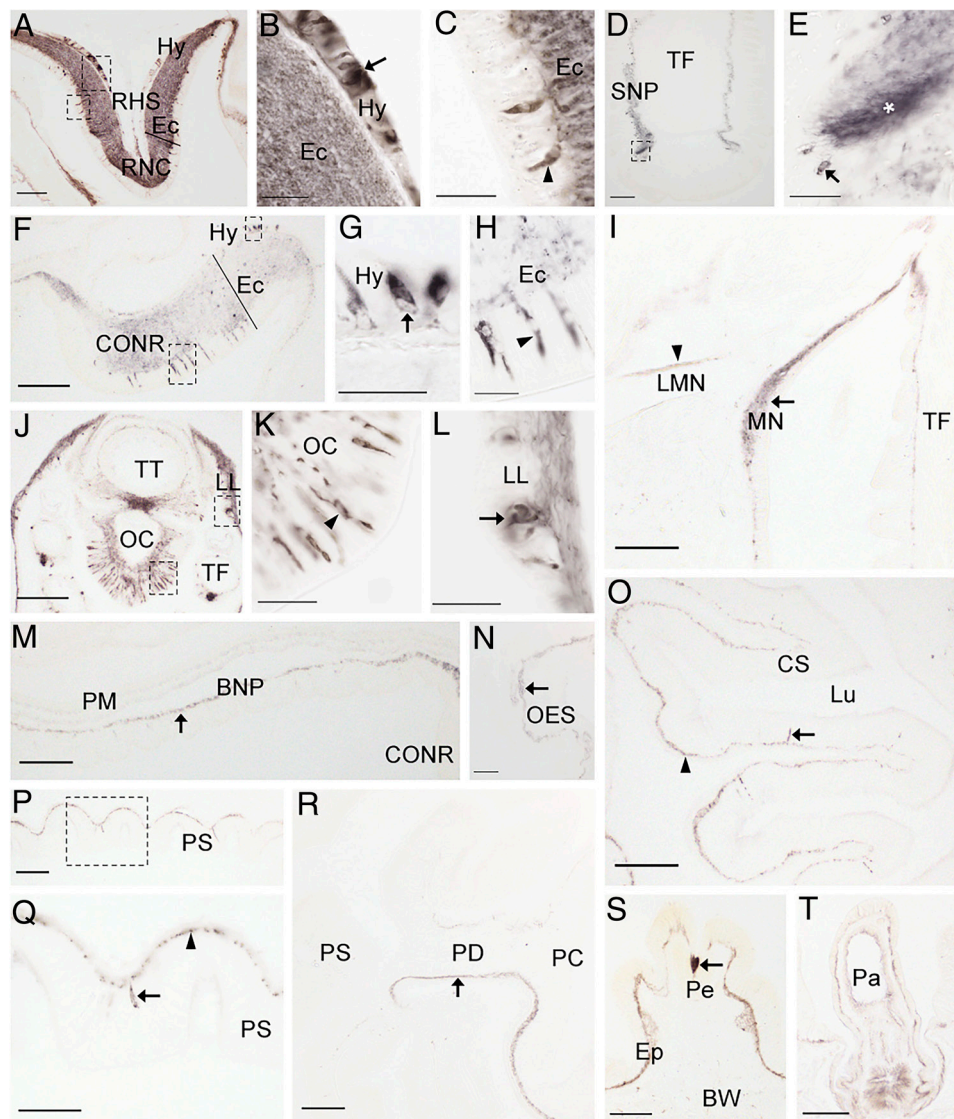 A
Hy
RHS
Ec
RNC
B
Hy
Ec
C
Ec
D
TF
SNP
E
*
F
Hy
Ec
CONR
G
Hy
H
Ec
I
LMN
MN
TF
J
TT
LL
OC
TF
K
OC
L
LL
M
PM
BNP
CONR
N
OES
O
CS
Lu
P
PS
Q
PS
R
PS
PD
PC
S
Pe
Ep
BW
T
Pa